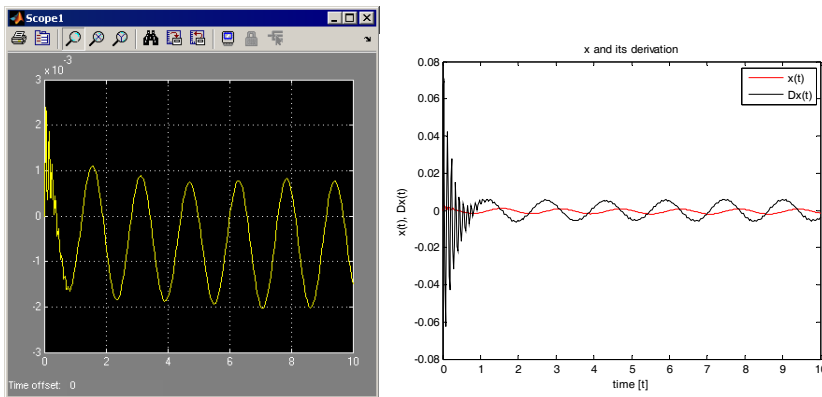 Scope1
x 10
-3
3
2
1
0
-1
-2
-3
0 2 4 6 8 10
Time offset: 0
x and its derivation
x(t)
Dx(t)
x(t), Dx(t)
0.08
0.06
0.04
0.02
0
-0.02
-0.04
-0.06
-0.08
0 1 2 3 4 5 6 7 8 9 10
time [t]